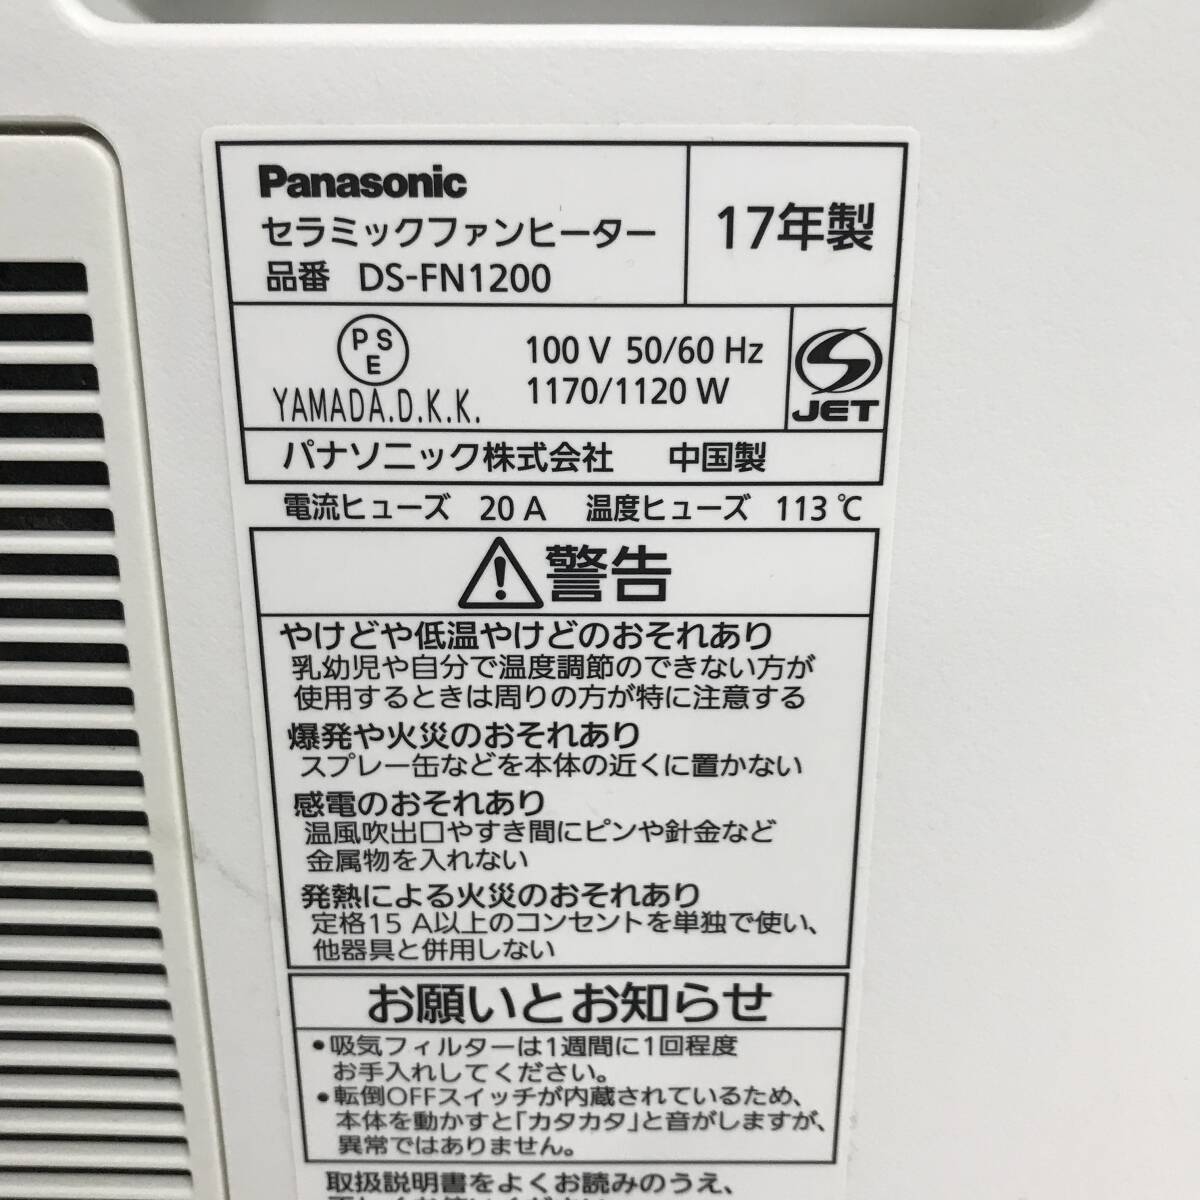 Panasonic
セラミックファンヒーター
品番 DS-FN1200
17年製
PSE
YAMADA.D.K.K.
100 V 50/60 Hz
1170/1120 W
JET
パナソニック株式会社 中国製
電流ヒューズ 20 A 温度ヒューズ 113 ℃
警告
やけどや低温やけどのおそれあり
乳幼児や自分で温度調節のできない方が
使用するときは周りの方が特に注意する
爆発や火災のおそれあり
スプレー缶などを本体の近くに置かない
感電のおそれあり
温風吹出口やすき間にピンや針金など
金属物を入れない
発熱による火災のおそれあり
定格15 A以上のコンセントを単独で使い、
他器具と併用しない
お願いとお知らせ
●吸気フィルターは1週間に1回程度
お手入れしてください。
●転倒OFFスイッチが内蔵されているため、
本体を動かすと「カタカタ」と音がしますが、
異常ではありません。
取扱説明書をよくお読みのうえ、